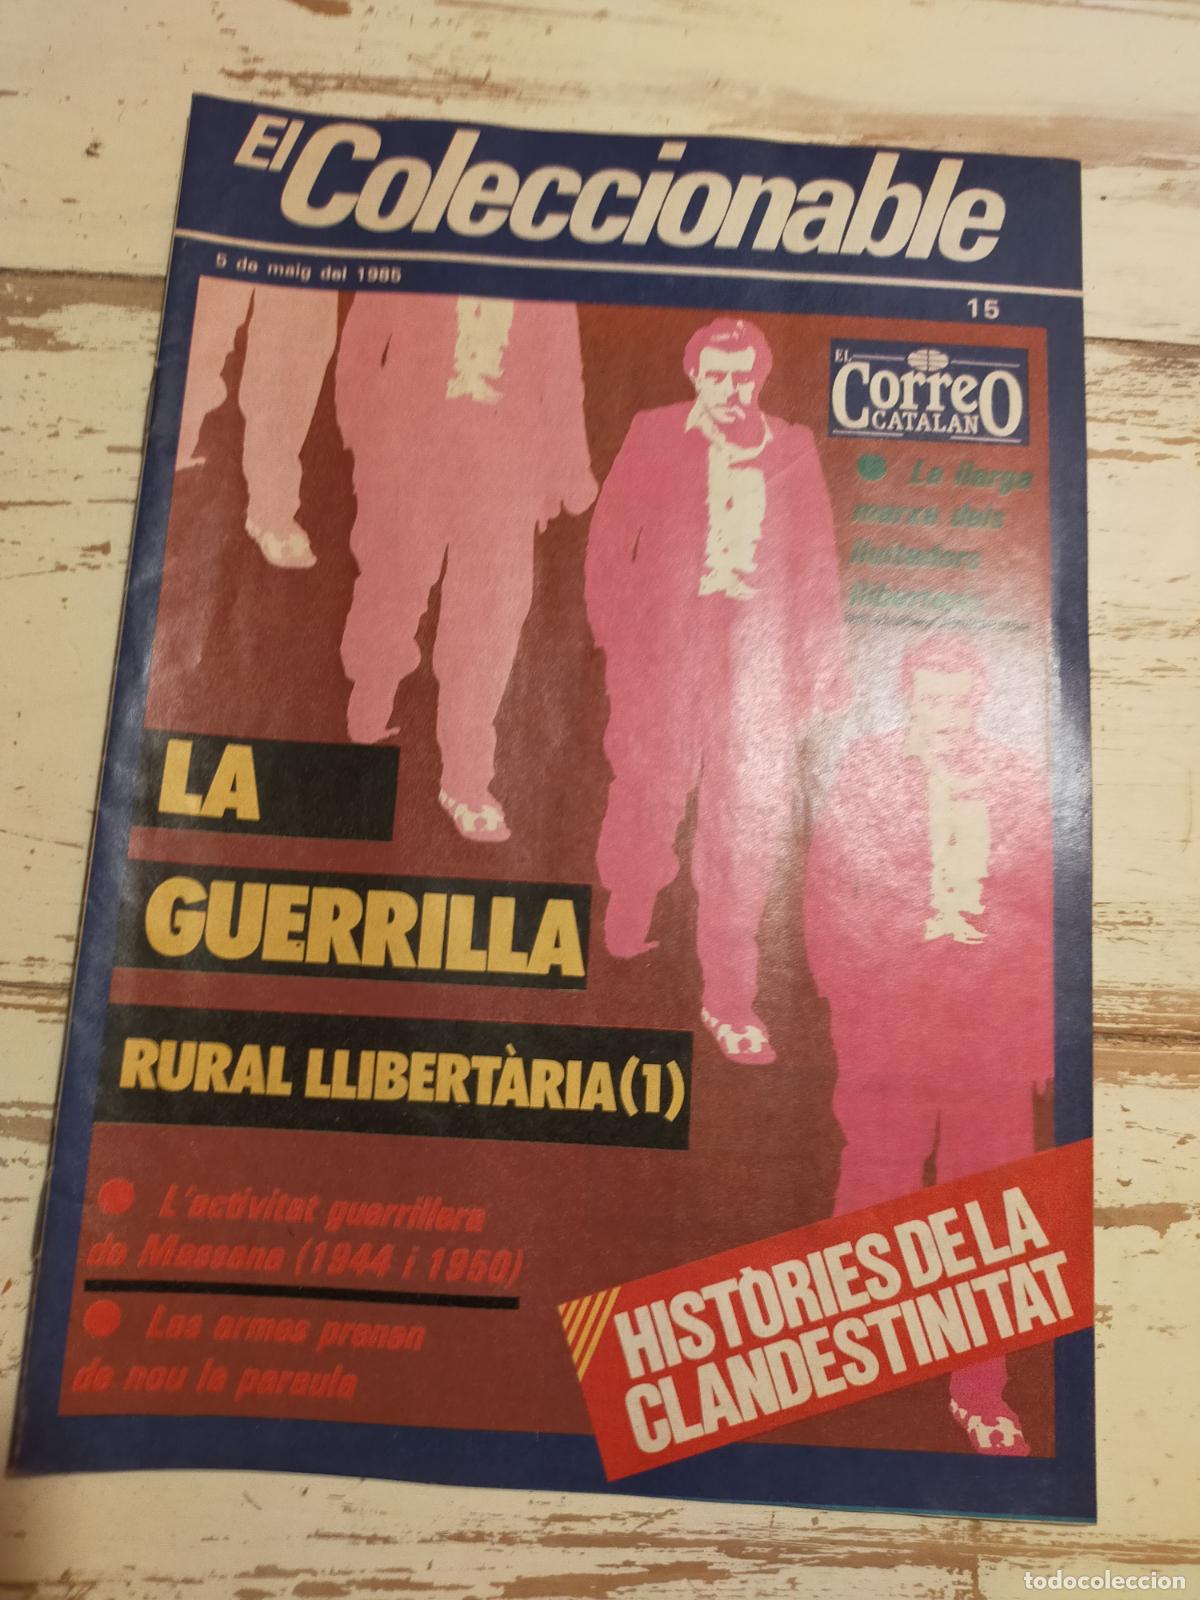 El Coleccionable
5 de maig del 1985
15
EL
Correo
CATALAN
La llarga
marxa dels
lluitadors
llibertaris
LA
GUERRILLA
RURAL LLIBERTÀRIA (1)
L'activitat guerrillera
de Massana (1944 i 1950)
Les armes prenen
de nou la paraula
HISTÒRIES DE LA
CLANDESTINITAT
todocoleccion